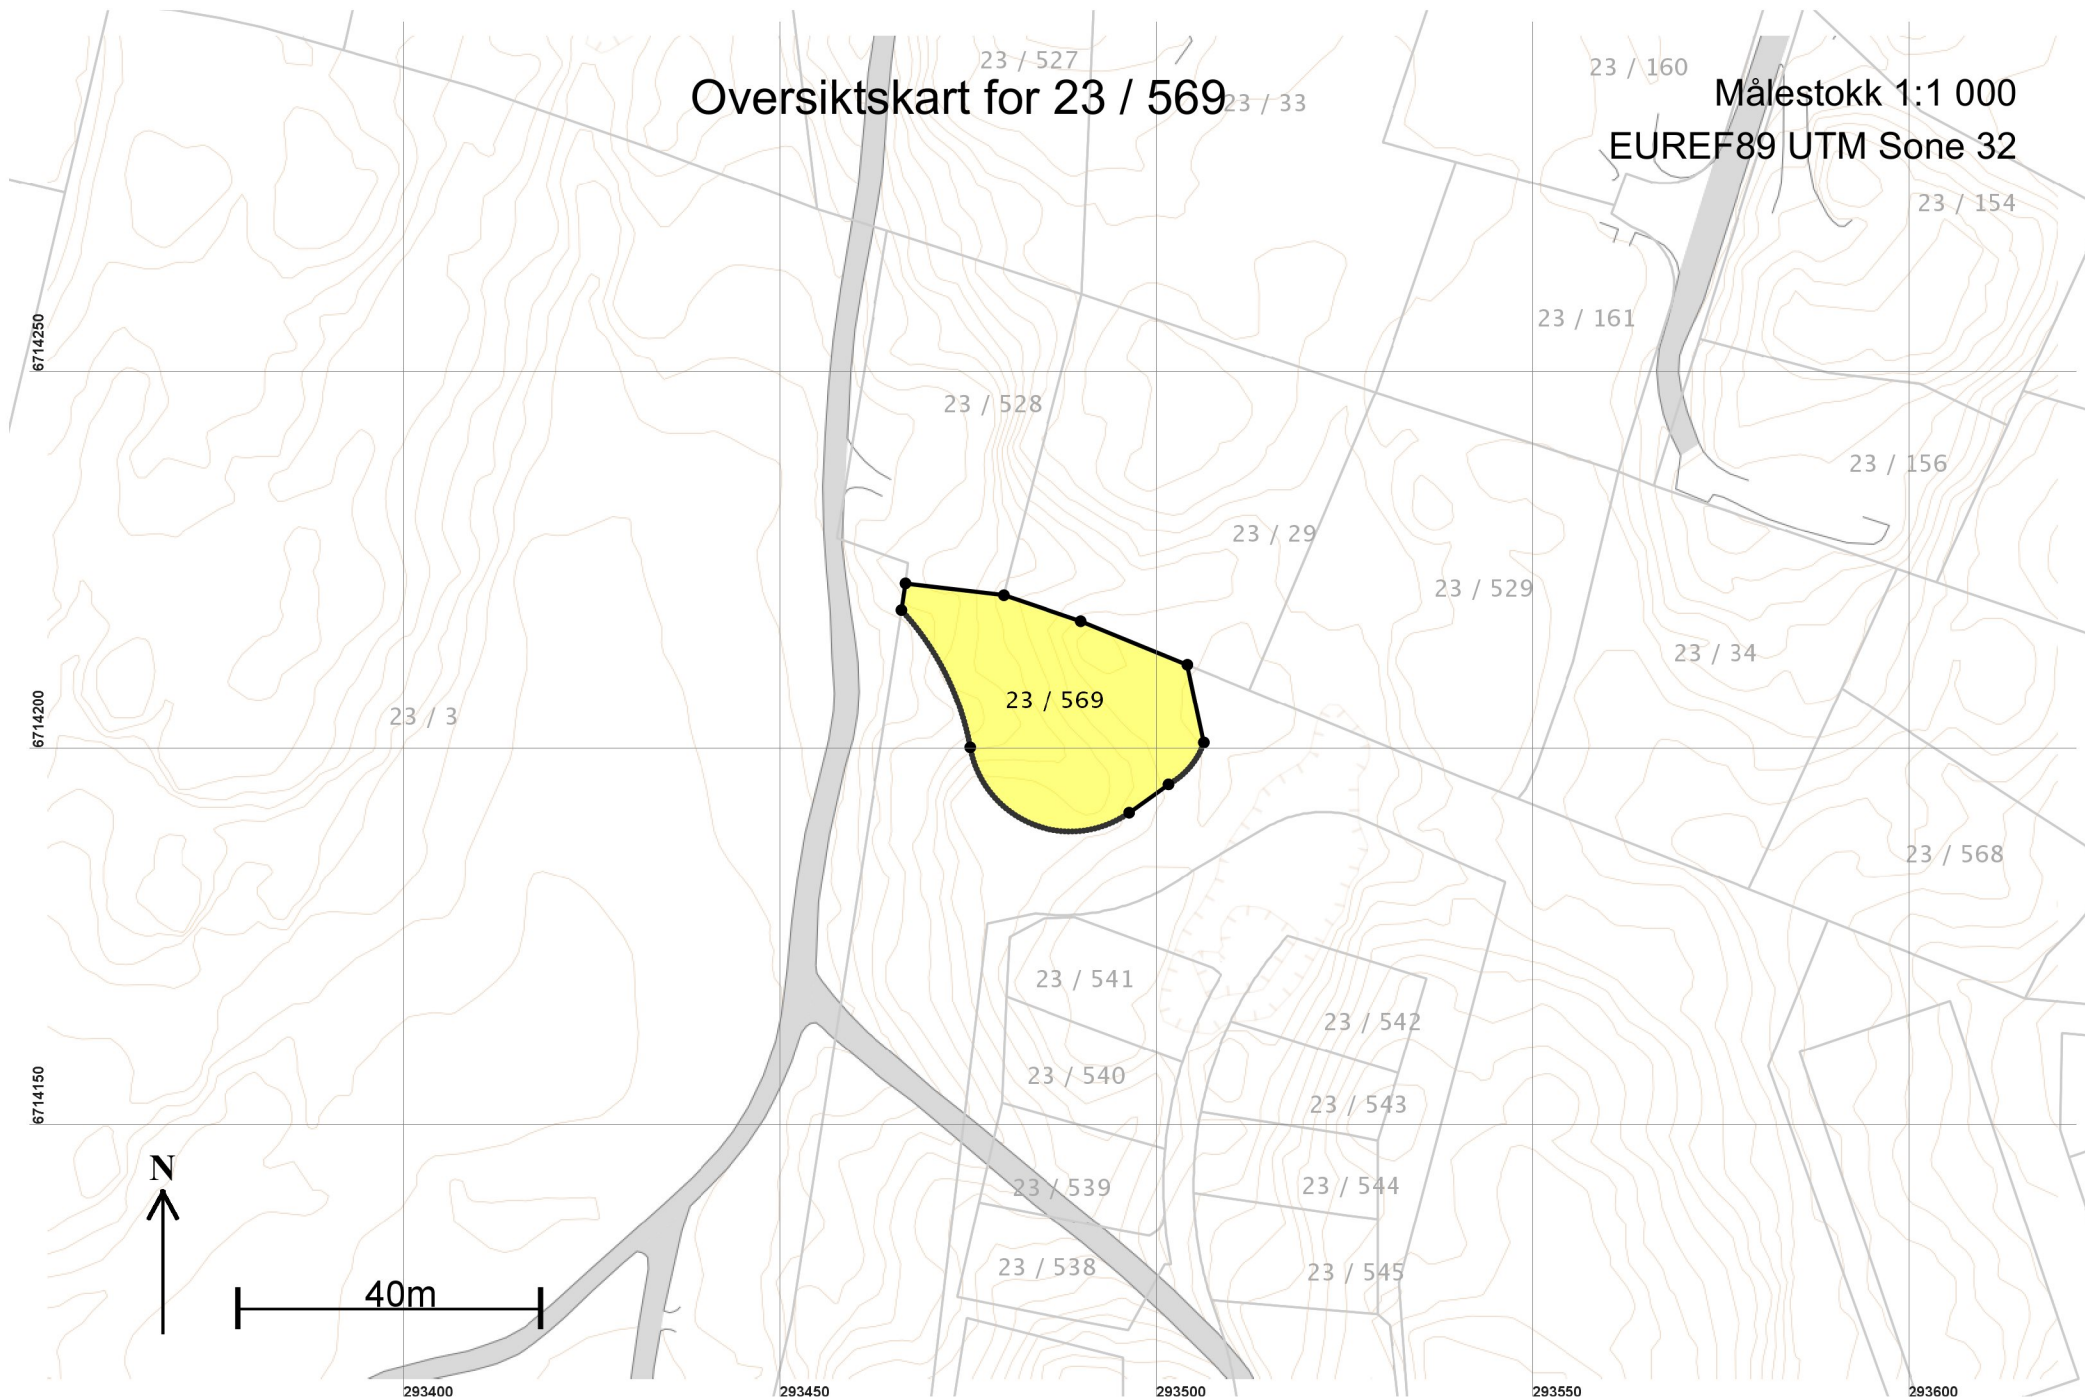 23 / 527
23 / 160
Oversiktskart for 23 / 569
23 / 33
Målestokk 1:1 000
EUREF89 UTM Sone 32
23 / 154
6714250
23 / 161
23 / 528
23 / 156
23 / 29
23 / 529
23 / 34
6714200
23 / 3
23 / 569
23 / 568
23 / 541
23 / 542
6714150
23 / 540
23 / 543
N
23 / 539
23 / 544
23 / 538
23 / 545
40m
293400
293450
293500
293550
293600